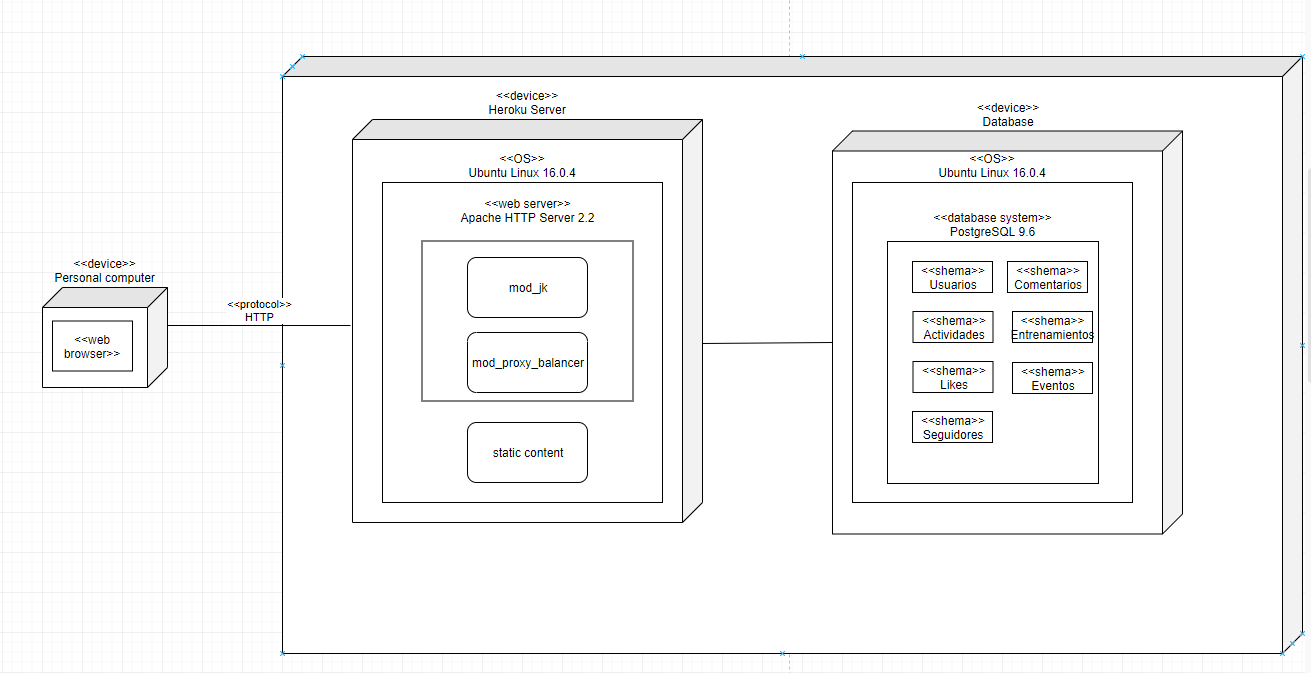 <<device>>
Personal computer
<<web
browser>>
<<protocol>>
HTTP
<<device>>
Heroku Server
<<OS>>
Ubuntu Linux 16.0.4
<<web server>>
Apache HTTP Server 2.2
mod_jk
mod_proxy_balancer
static content
<<device>>
Database
<<OS>>
Ubuntu Linux 16.0.4
<<database system>>
PostgreSQL 9.6
<<shema>>
Usuarios
<<shema>>
Comentarios
<<shema>>
Actividades
<<shema>>
Entrenamientos
<<shema>>
Likes
<<shema>>
Eventos
<<shema>>
Seguidores